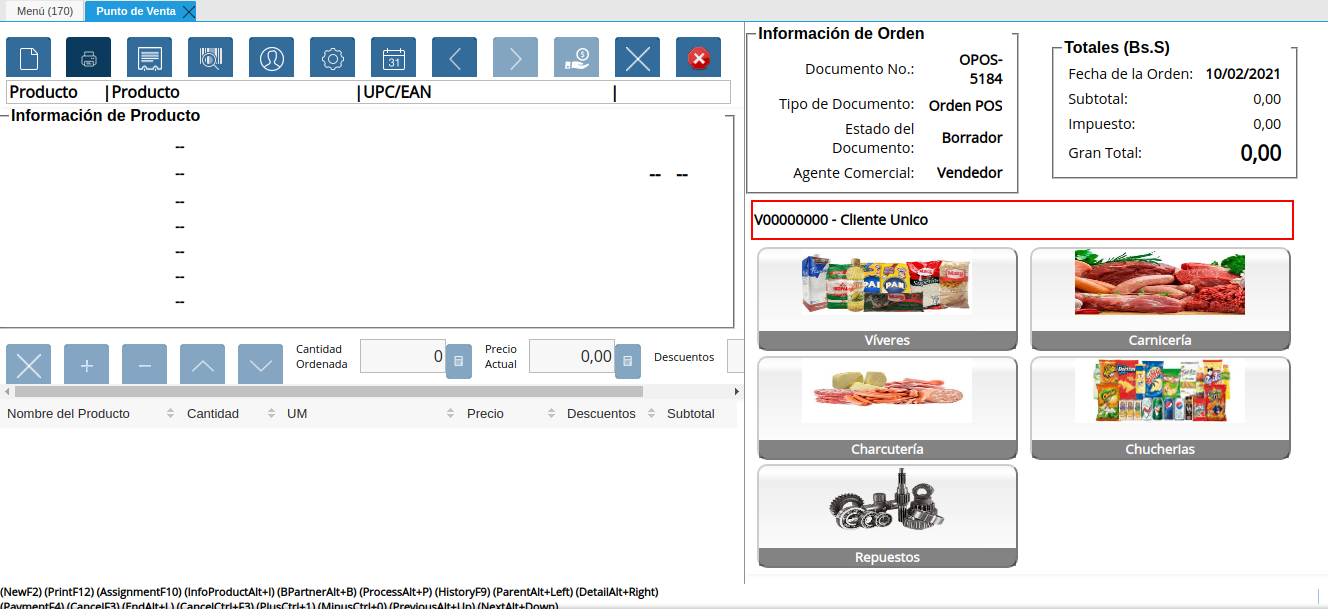 Menú (170)
Punto de Venta
31
Producto |Producto |UPC/EAN |
Información de Producto
--
-- -- --
--
--
--
--
--
Cantidad
Ordenada
0
Precio
Actual
0,00
Descuentos
Nombre del Producto Cantidad UM Precio Descuentos Subtotal
Información de Orden
Documento No.: OPOS-
5184
Tipo de Documento: Orden POS
Estado del
Documento: Borrador
Agente Comercial: Vendedor
Totales (Bs.S)
Fecha de la Orden: 10/02/2021
Subtotal: 0,00
Impuesto: 0,00
Gran Total: 0,00
V00000000 - Cliente Unico
PAN PAN
Víveres
Carnicería
Charcutería
Chucherias
Repuestos
(NewF2) (PrintF12) (AssignmentF10) (InfoProductAlt+I) (BPartnerAlt+B) (ProcessAlt+P) (HistoryF9) (ParentAlt+Left) (DetailAlt+Right)
(PaymentF4) (CancelF3) (EndAlt+L) (CancelCtrl+F3) (PlusCtrl+1) (MinusCtrl+0) (PreviousAlt+Up) (NextAlt+Down)